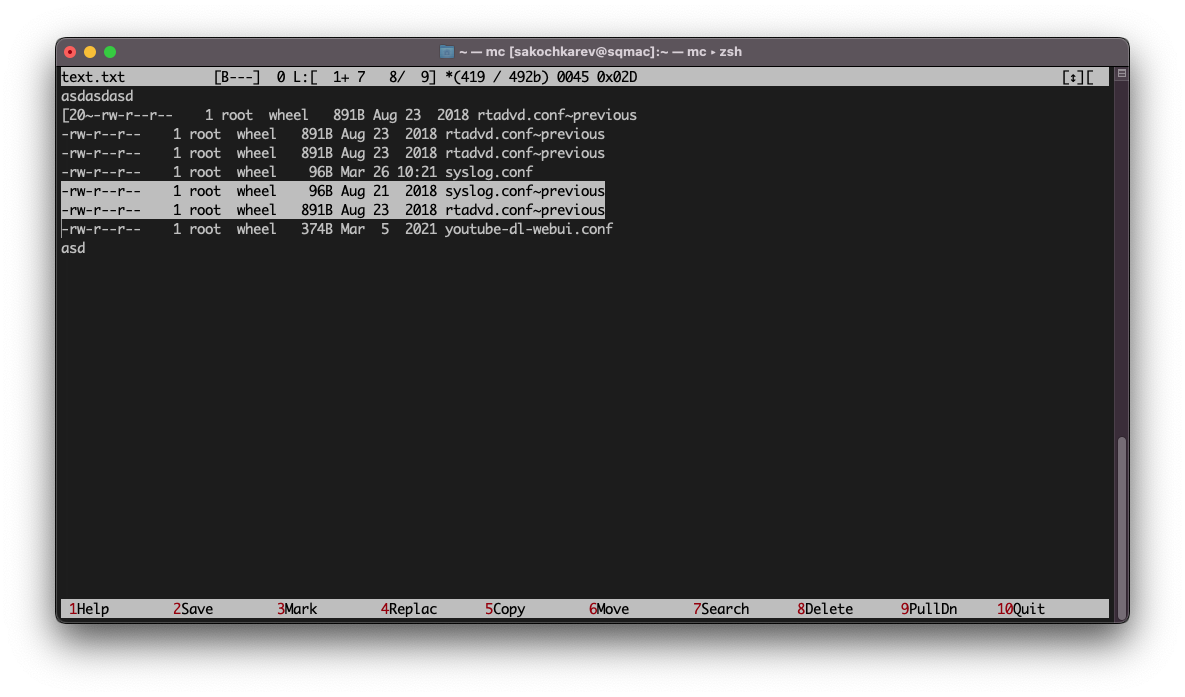 ~ — mc [sakochkarev@sqmac]:~ — mc ▸ zsh
text.txt           [B---]  0 L:[  1+ 7   8/  9] *(419 / 492b) 0045 0x02D                                                     [↕][
asdasdasd
[20~-rw-r--r--    1 root  wheel   891B Aug 23  2018 rtadvd.conf~previous
-rw-r--r--    1 root  wheel   891B Aug 23  2018 rtadvd.conf~previous
-rw-r--r--    1 root  wheel   891B Aug 23  2018 rtadvd.conf~previous
-rw-r--r--    1 root  wheel    96B Mar 26 10:21 syslog.conf
-rw-r--r--    1 root  wheel    96B Aug 21  2018 syslog.conf~previous
-rw-r--r--    1 root  wheel   891B Aug 23  2018 rtadvd.conf~previous
-rw-r--r--    1 root  wheel   374B Mar  5  2021 youtube-dl-webui.conf
asd
1Help        2Save        3Mark        4Replac      5Copy        6Move        7Search      8Delete      9PullDn     10Quit